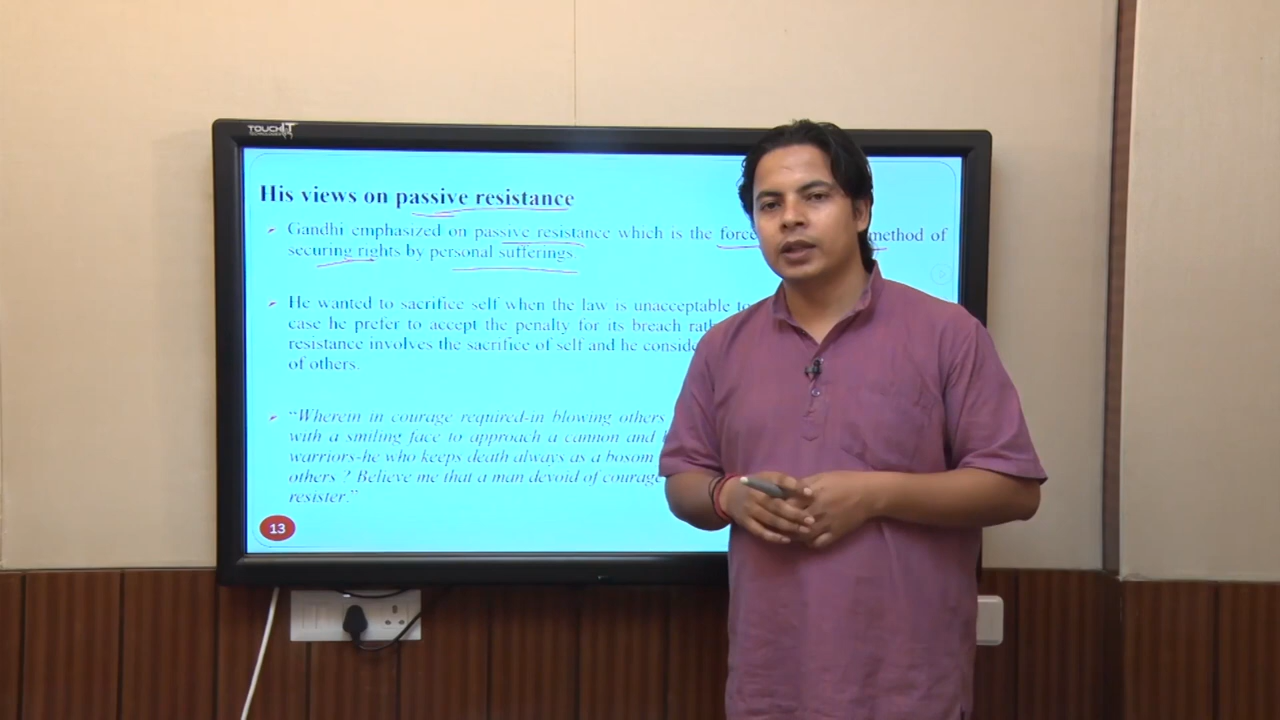 TOUCHIT
His views on passive resistance
Gandhi emphasized on passive resistance which is the force method of
securing rights by personal sufferings.
He wanted to sacrifice self when the law is unacceptable to
case he prefer to accept the penalty for its breach
resistance involves the sacrifice of self and he
of others.
“Wherein in courage required-in blowing others
with a smiling face to approach a cannon and
warriors-he who keeps death always as a bosom
others ? Believe me that a man devoid of courage
resister.”
13